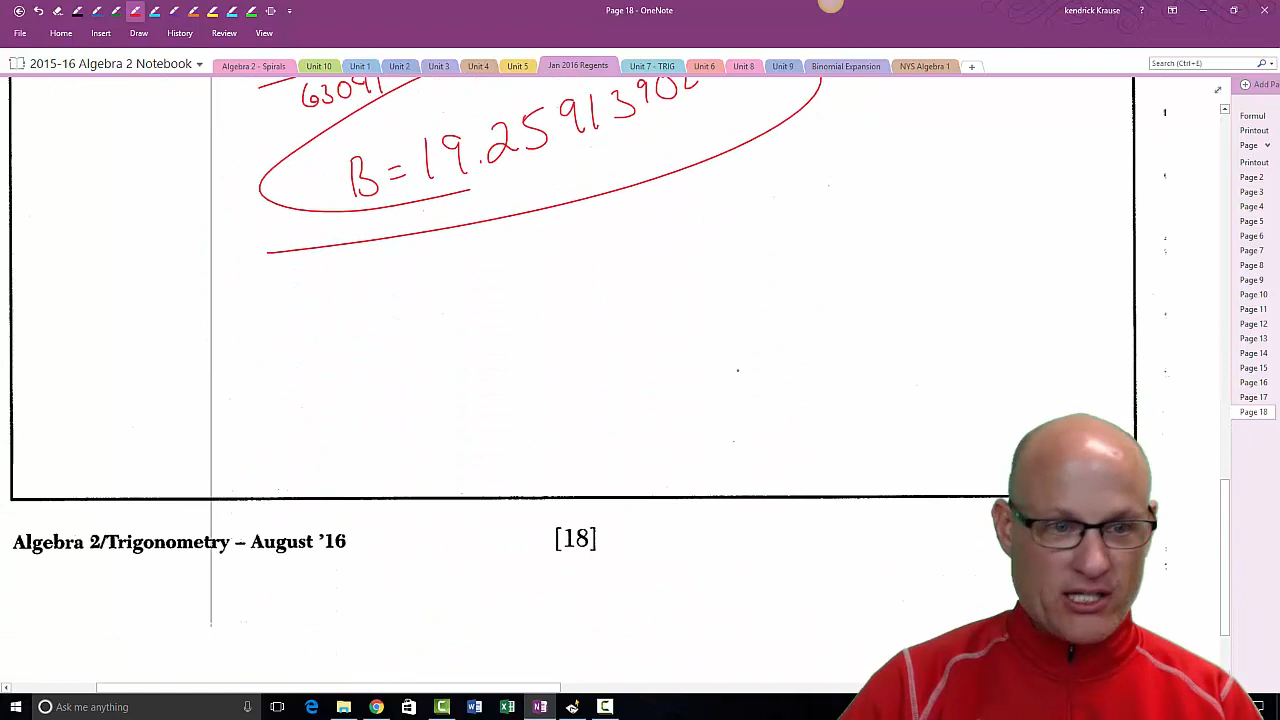 Page 18 - OneNote
kendrick Krause
File Home Insert Draw History Review View
2015-16 Algebra 2 Notebook
Algebra 2 - Spirals Unit 10 Unit 1 Unit 2 Unit 3 Unit 4 Unit 5 Jan 2016 Regents Unit 7 - TRIG Unit 6 Unit 8 Unit 9 Binomial Expansion NYS Algebra 1
Search (Ctrl+E)
Add Pa
Formul
Printout
Page
Printout
Page 2
Page 3
Page 4
Page 5
Page 6
Page 7
Page 8
Page 9
Page 10
Page 11
Page 12
Page 13
Page 14
Page 15
Page 16
Page 17
Page 18
63041
B = 19.25913902
Algebra 2/Trigonometry – August '16
[18]
Ask me anything